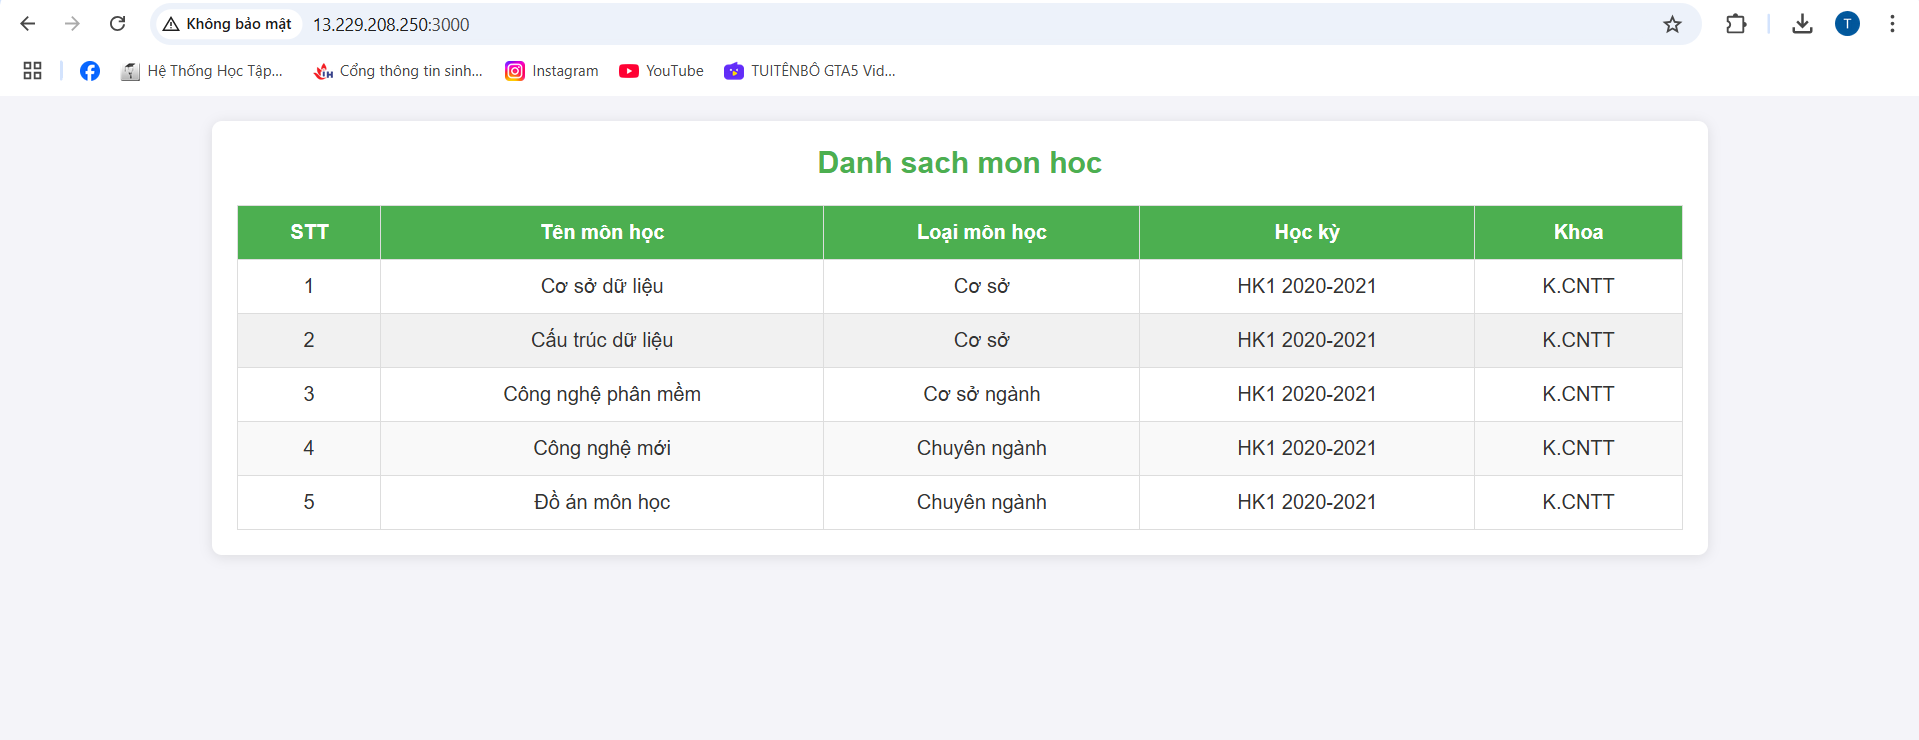 Không bảo mật 13.229.208.250:3000 T
Hệ Thống Học Tập... Cổng thông tin sinh... Instagram YouTube TUITÊNBÔ GTA5 Vid...
Danh sach mon hoc
STT Tên môn học Loại môn học Học kỳ Khoa
1 Cơ sở dữ liệu Cơ sở HK1 2020-2021 K.CNTT
2 Cấu trúc dữ liệu Cơ sở HK1 2020-2021 K.CNTT
3 Công nghệ phần mềm Cơ sở ngành HK1 2020-2021 K.CNTT
4 Công nghệ mới Chuyên ngành HK1 2020-2021 K.CNTT
5 Đồ án môn học Chuyên ngành HK1 2020-2021 K.CNTT